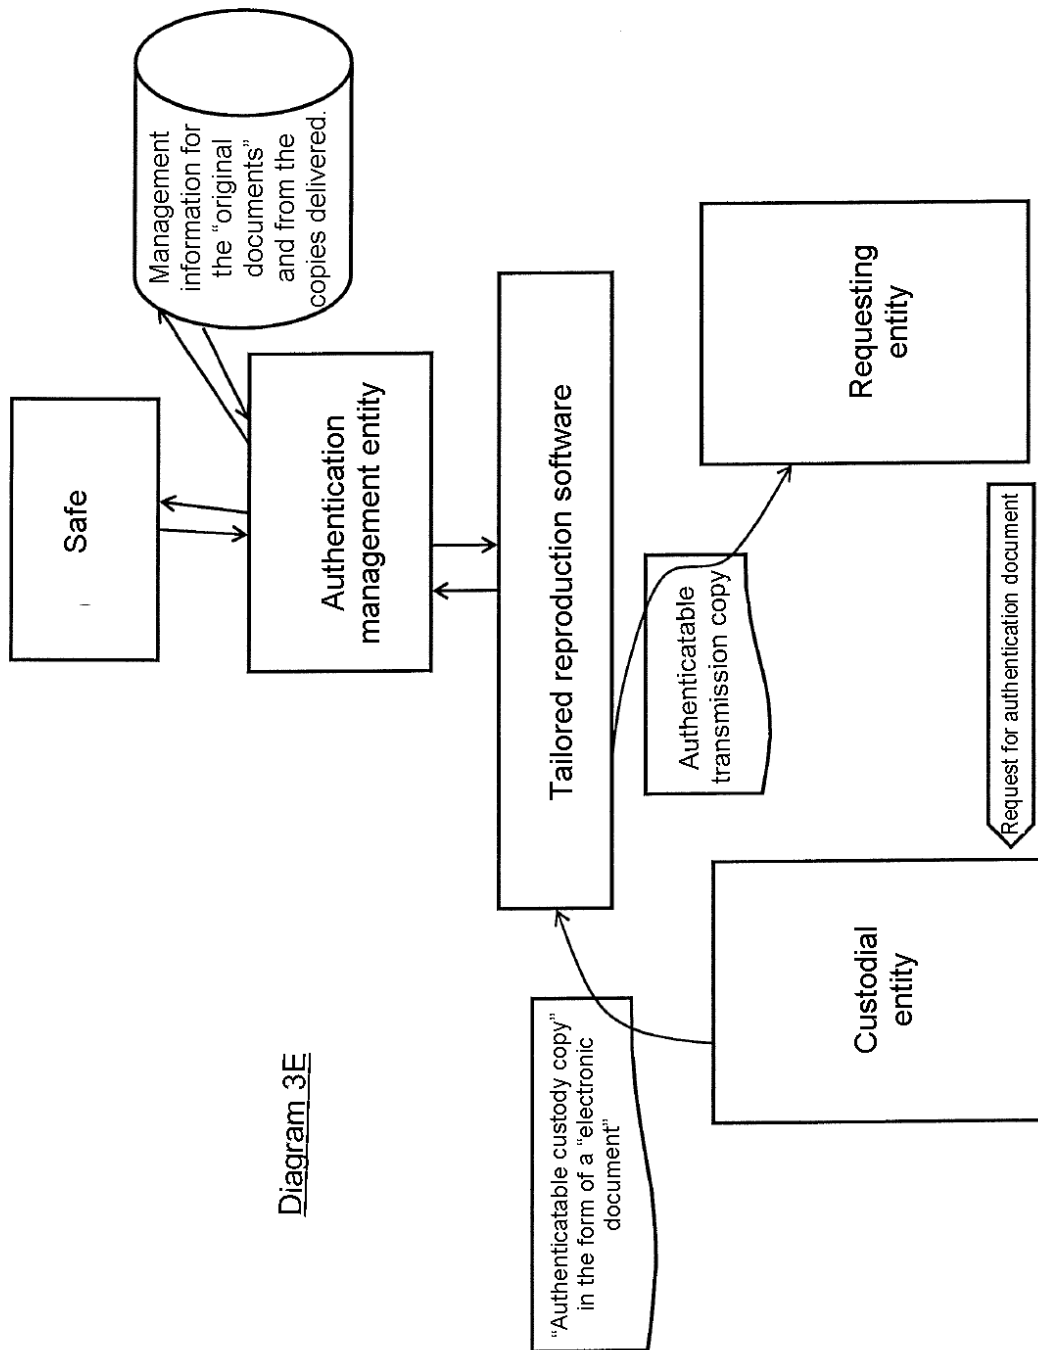 Diagram 3E
Safe
Management
information for
the “original
documents”
and from the
copies delivered.
Authentication
management entity
Tailored reproduction software
“Authenticatable custody copy”
in the form of a “electronic
document”
Authenticatable
transmission copy
Custodial
entity
Request for authentication document
Requesting
entity